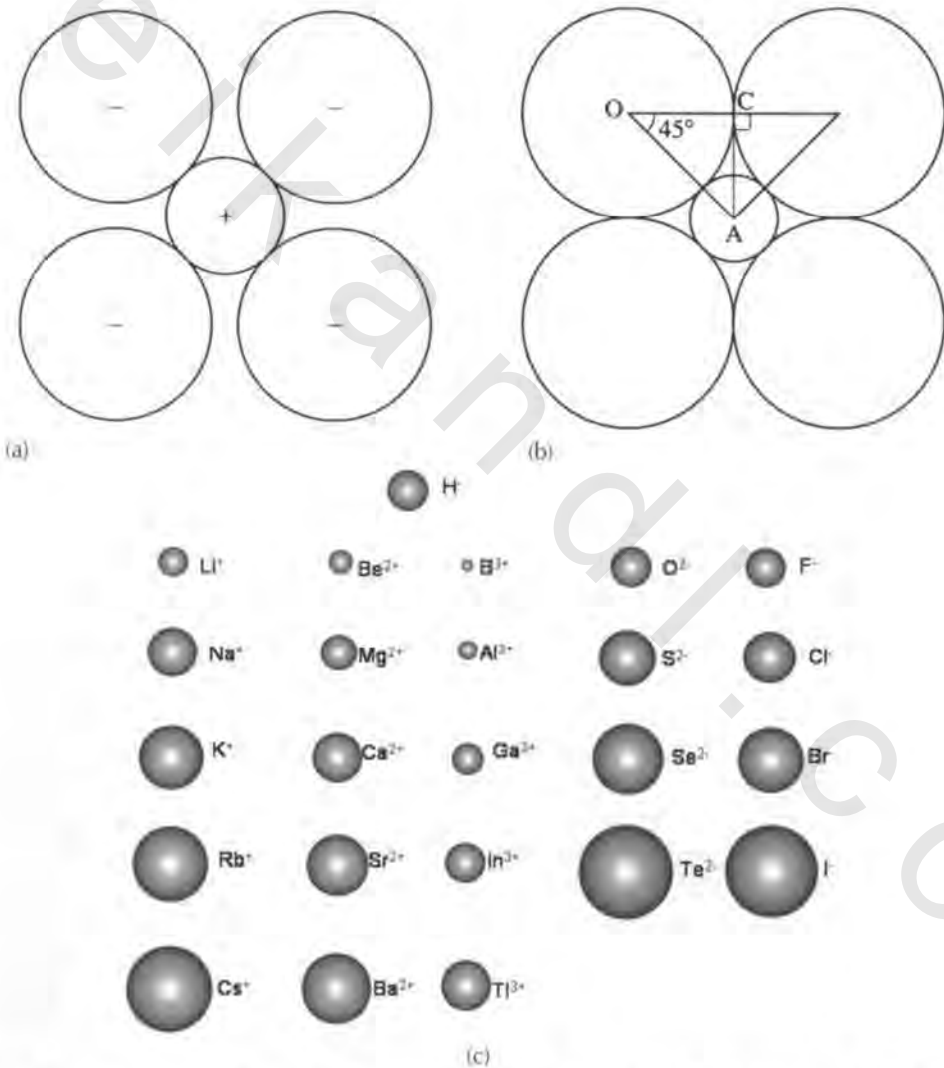 − −
+
− −
O C
45°
A
(a) (b)
H⁻
Li⁺ Be²⁺ B³⁺ O²⁻ F⁻
Na⁺ Mg²⁺ Al³⁺ S²⁻ Cl⁻
K⁺ Ca²⁺ Ga³⁺ Se²⁻ Br⁻
Rb⁺ Sr²⁺ In³⁺ Te²⁻ I⁻
Cs⁺ Ba²⁺ Tl³⁺
(c)